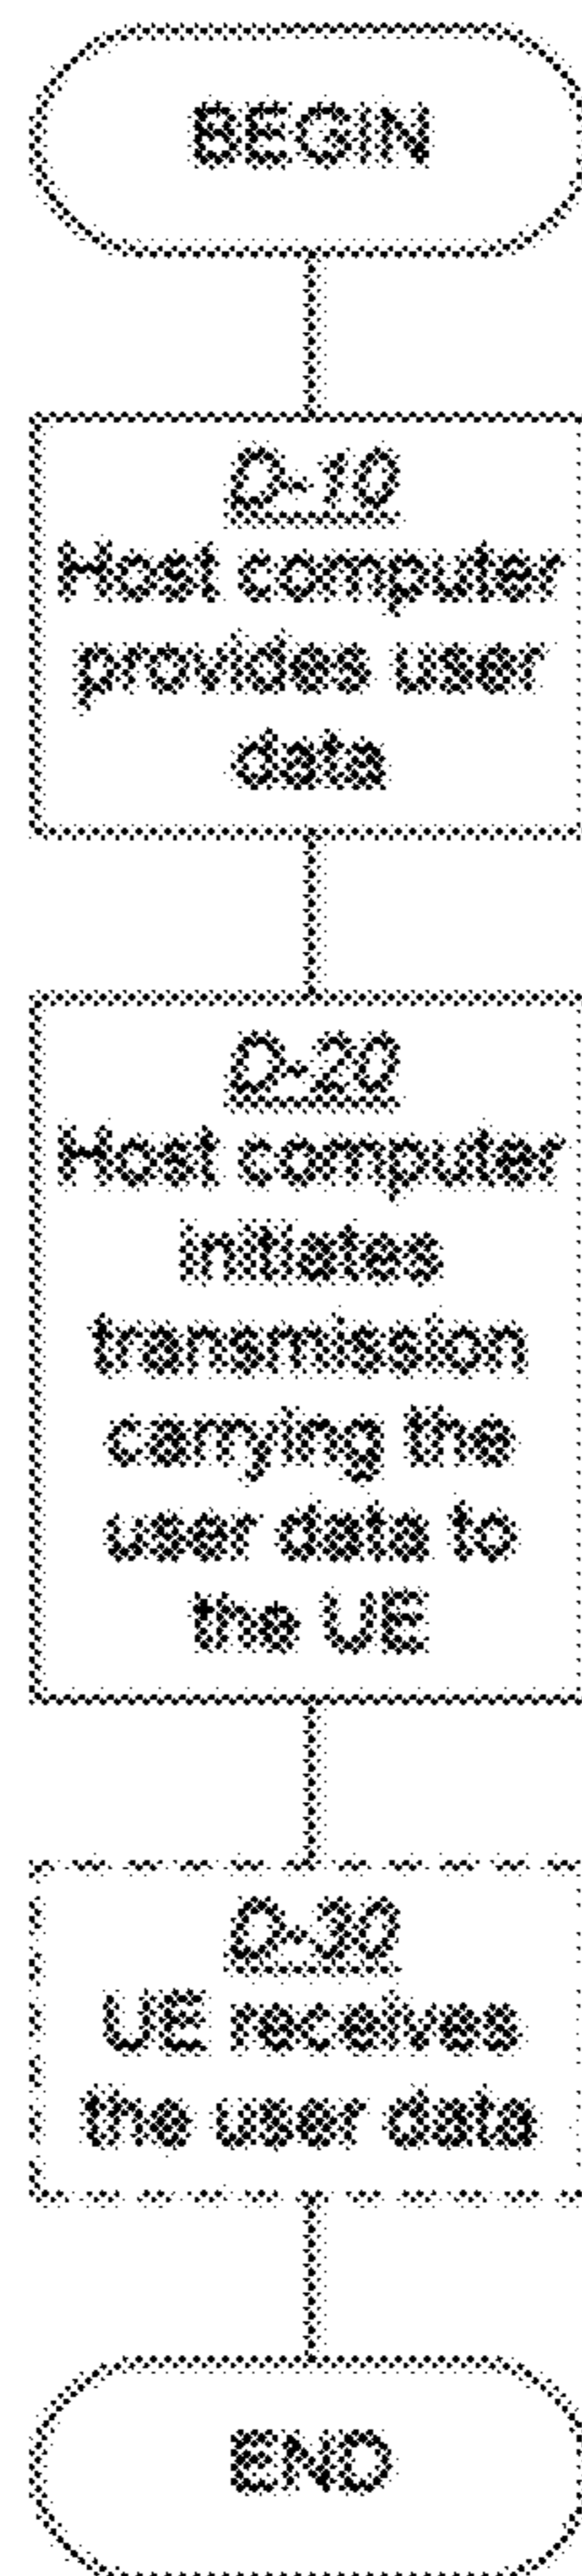 BEGIN
D-10
Host computer
provides user
data
D-20
Host computer
initiates
transmission
carrying the
user data to
the UE
D-30
UE receives
the user data
END